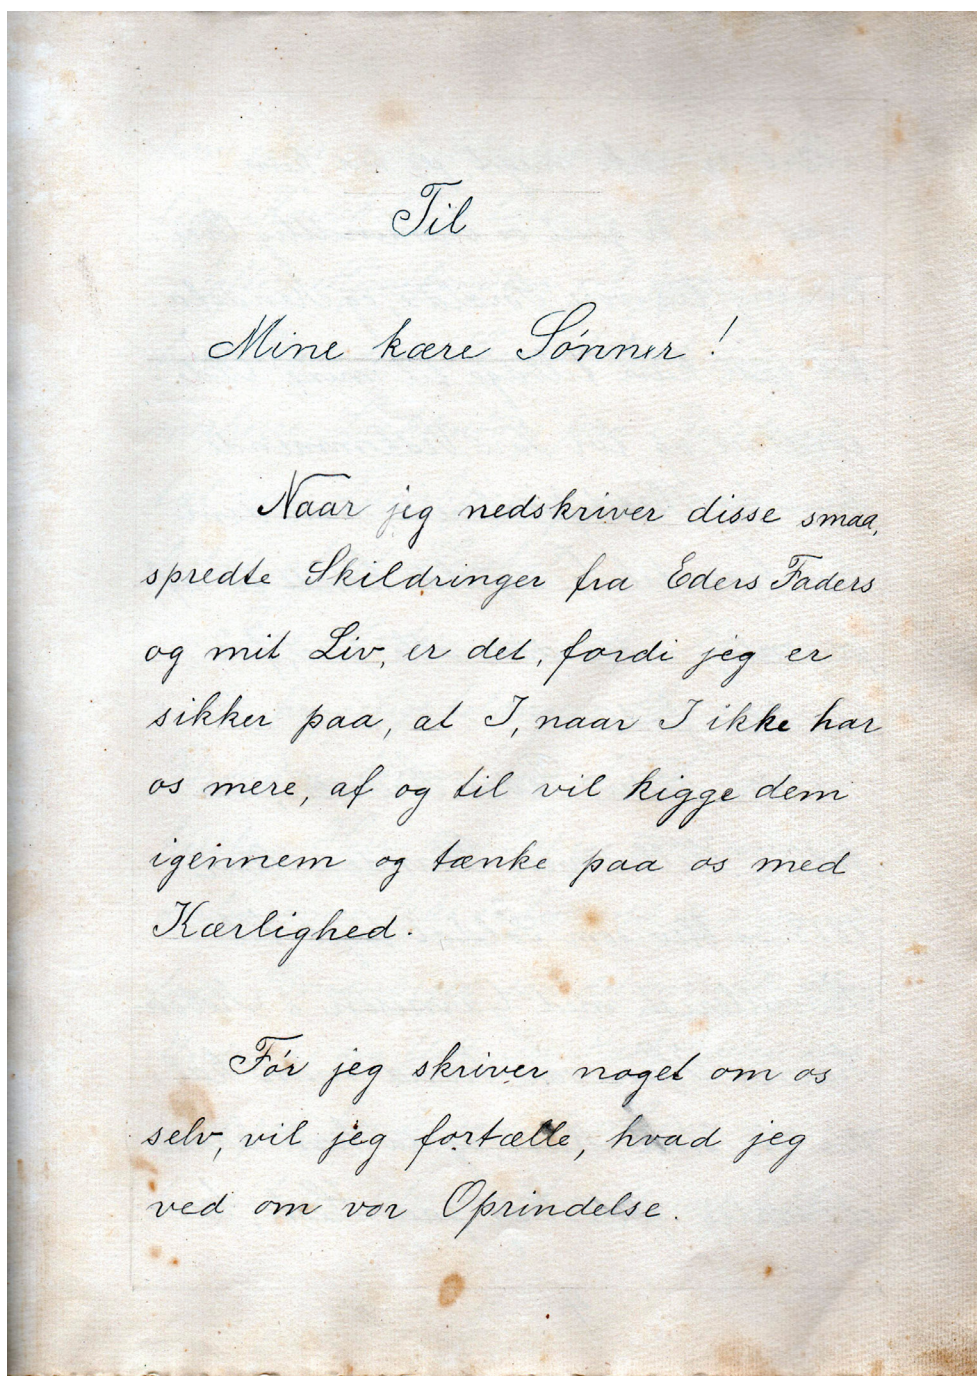 Til
Mine kære Sønner!
Naar jeg nedskriver disse smaa,
spredte Skildringer fra Eders Faders
og mit Liv, er det, fordi jeg er
sikker paa, at I, naar I ikke har
os mere, af og til vil kigge dem
igennem og tænke paa os med
Kærlighed.
Før jeg skriver noget om os
selv, vil jeg fortælle, hvad jeg
ved om vor Oprindelse.